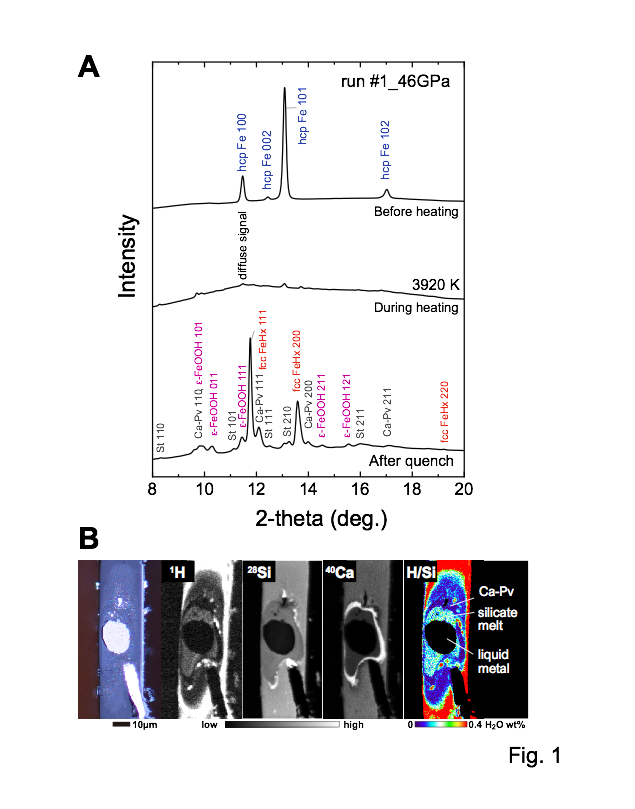 A
run #1_46GPa
hcp Fe 100
hcp Fe 002
hcp Fe 101
hcp Fe 102
Before heating
diffuse signal
3920 K
During heating
St 110
Ca-Pv 110, ε-FeOOH 101
ε-FeOOH 011
St 101
ε-FeOOH 111
Ca-Pv 111
fcc FeHx 111
St 111
St 210
fcc FeHx 200
Ca-Pv 200
ε-FeOOH 211
ε-FeOOH 121
St 211
Ca-Pv 211
fcc FeHx 220
After quench
Intensity
8 10 12 14 16 18 20
2-theta (deg.)
B
¹H
²⁸Si
⁴⁰Ca
H/Si
Ca-Pv
silicate
melt
liquid
metal
10μm
low high
0 0.4 H₂O wt%
Fig. 1